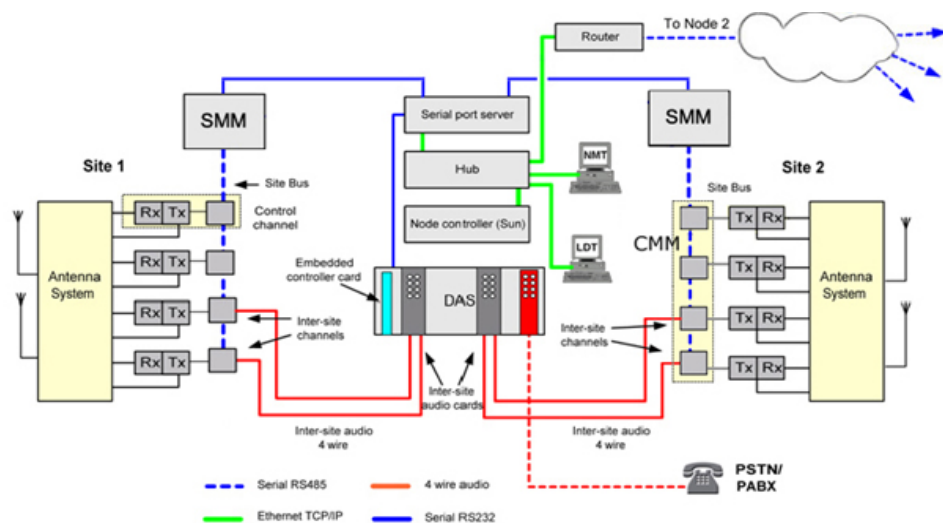 To Node 2
Router
SMM
Serial port server
SMM
Site 1
Hub
NMT
Site 2
Site Bus
Site Bus
Rx
Tx
Control
channel
Node controller (Sun)
LDT
CMM
Tx
Rx
Antenna
System
Rx
Tx
Embedded
controller card
DAS
Tx
Rx
Antenna
System
Rx
Tx
Inter-site
channels
Inter-site
channels
Tx
Rx
Rx
Tx
Inter-site
audio cards
Tx
Rx
Inter-site audio
4 wire
Inter-site audio
4 wire
PSTN/
PABX
Serial RS485
4 wire audio
Ethernet TCP/IP
Serial RS232